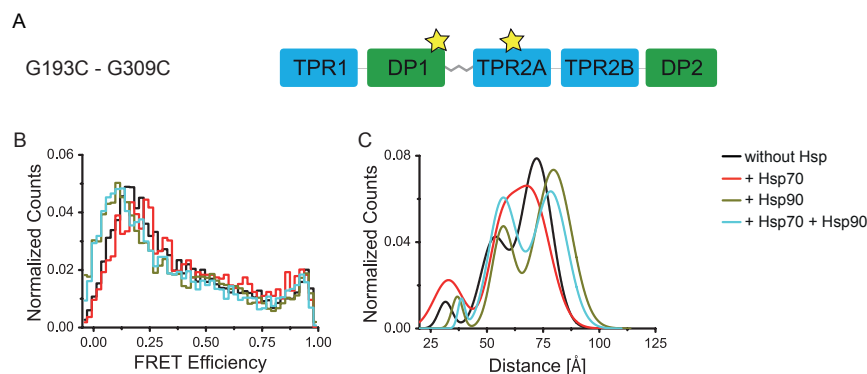 A
G193C - G309C
TPR1 DP1 TPR2A TPR2B DP2
B
Normalized Counts
0.06
0.04
0.02
0.00
0.00 0.25 0.50 0.75 1.00
FRET Efficiency
C
Normalized Counts
0.08
0.04
0.00
25 50 75 100 125
Distance [Å]
without Hsp
+ Hsp70
+ Hsp90
+ Hsp70 + Hsp90